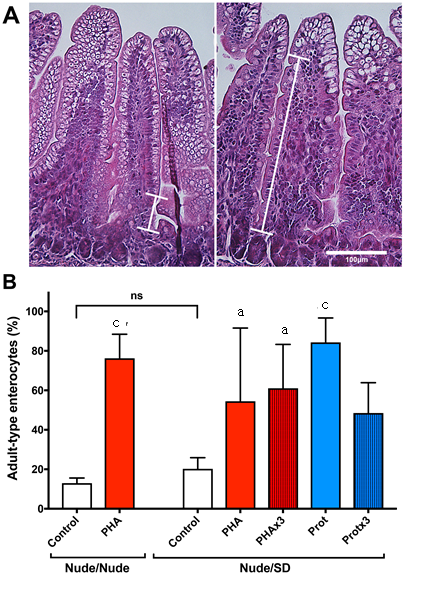 A
100µm
B
ns
c ,
a
a
c
Adult-type enterocytes (%)
100
80
60
40
20
0
Control
PHA
Control
PHA
PHAx3
Prot
Protx3
Nude/Nude
Nude/SD